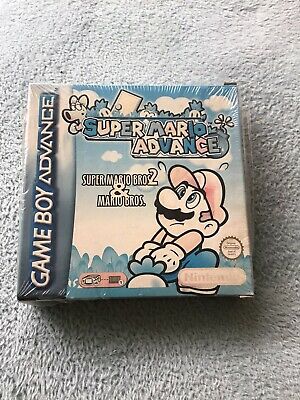 GAME BOY ADVANCE
SUPER MARIO
ADVANCE
SUPER MARIO BROS.2
&
MARIO BROS.
Nintendo